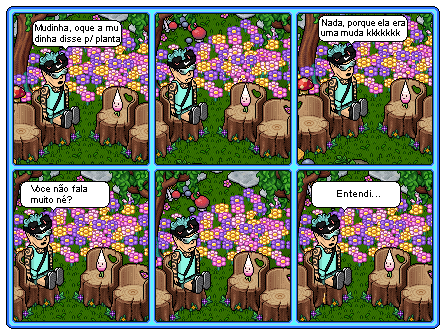 Mudinha, oque a mu
dinha disse p/ planta
Nada, porque ela era
uma muda kkkkkkk
Voce não fala
muito né?
Entendi...